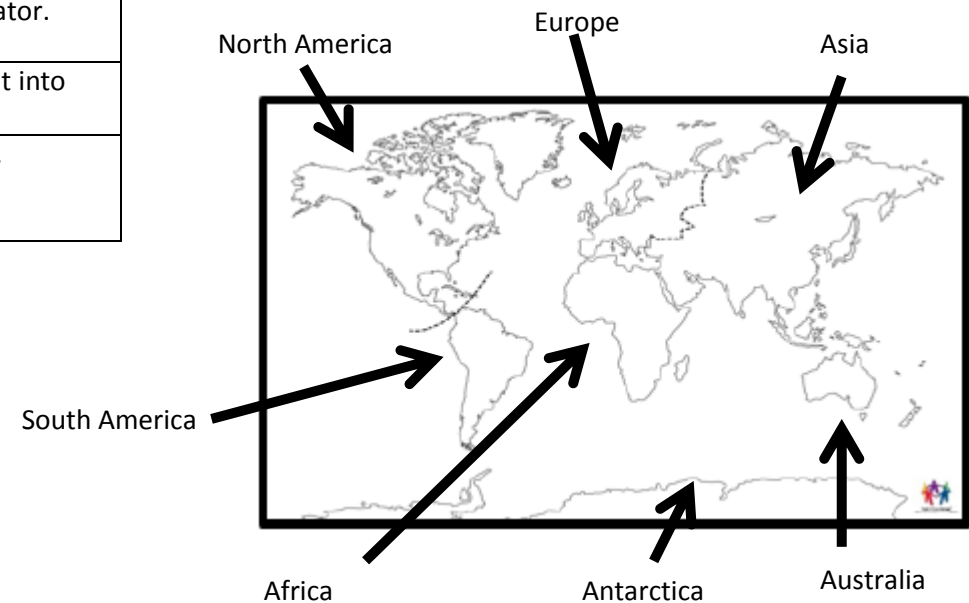 ator.
t into
North America
Europe
Asia
South America
Africa
Antarctica
Australia